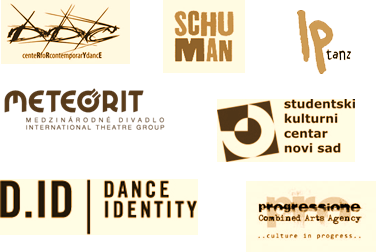 centeRfoRcontemporarYdancE
SCHU
MAN
IP
tanz
METEORIT
MEDZINÁRODNÉ DIVADLO
INTERNATIONAL THEATRE GROUP
studentski
kulturni
centar
novi sad
D.ID
DANCE
IDENTITY
pro
progressione
Combined Arts Agency
..culture in progress..